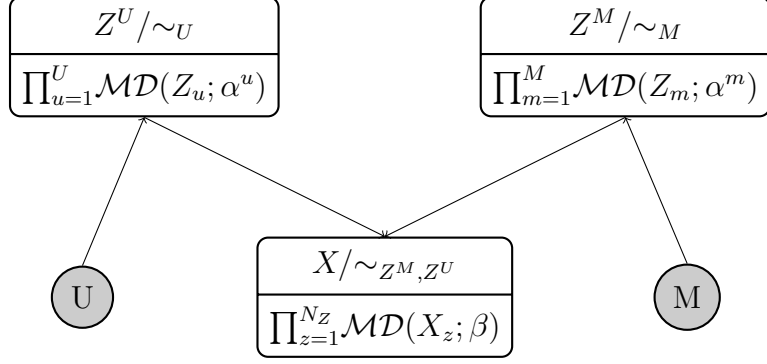 Z^U/∼_U
∏_{u=1}^{U} 𝓜𝓓(Z_u; α^u)
Z^M/∼_M
∏_{m=1}^{M} 𝓜𝓓(Z_m; α^m)
U
X/∼_{Z^M,Z^U}
∏_{z=1}^{N_Z} 𝓜𝓓(X_z; β)
M